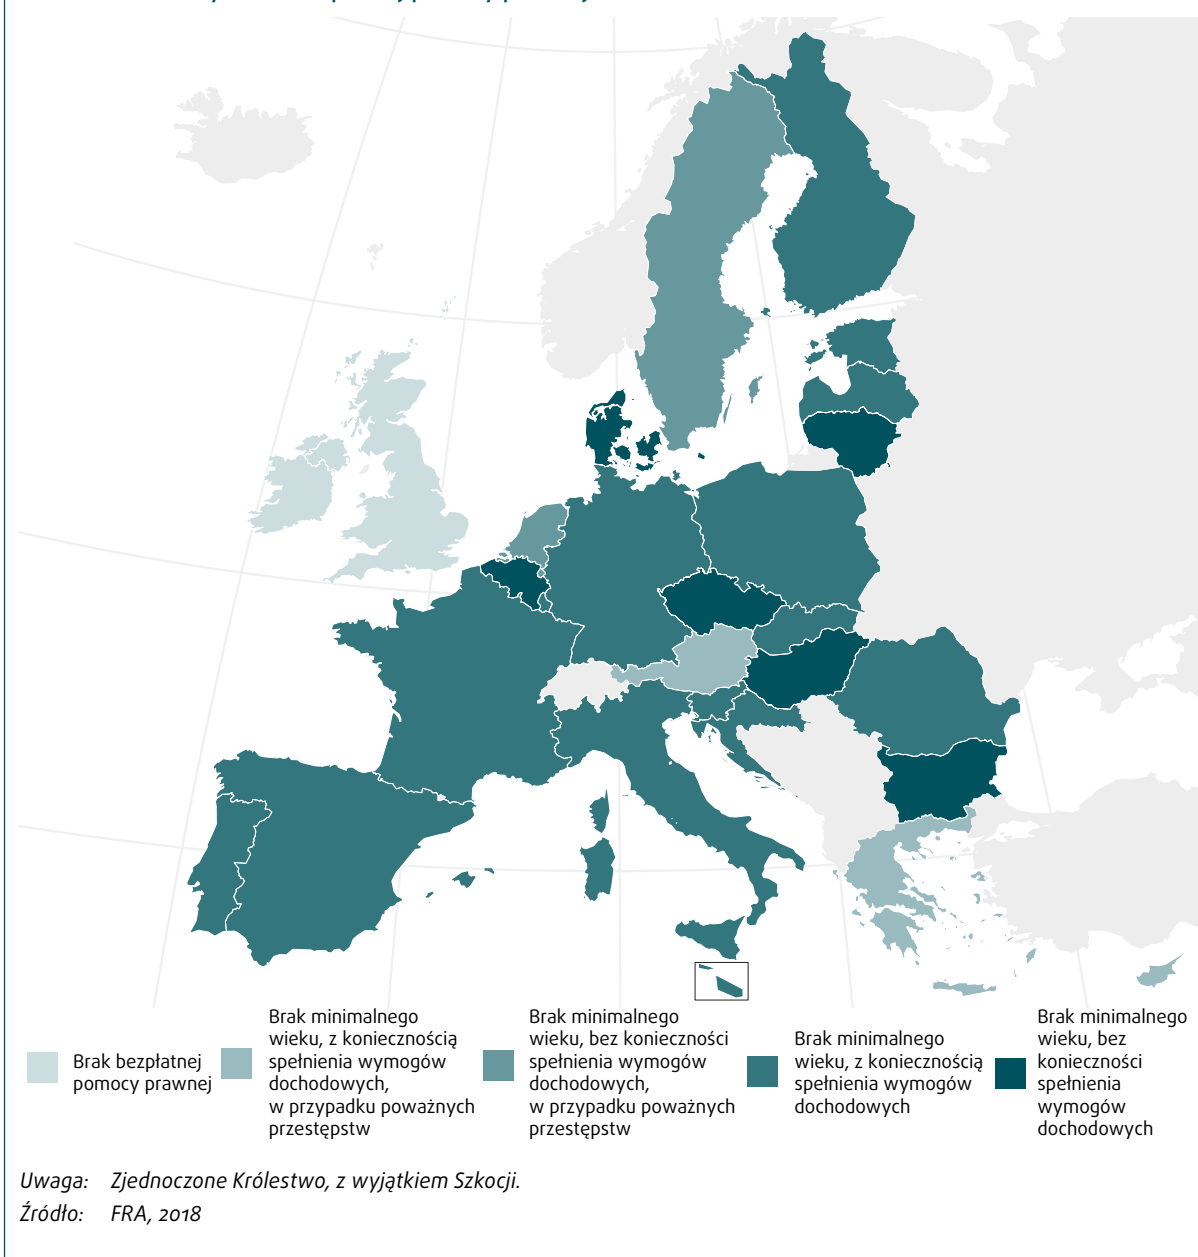 Brak bezpłatnej
pomocy prawnej
Brak minimalnego
wieku, z koniecznością
spełnienia wymogów
dochodowych,
w przypadku poważnych
przestępstw
Brak minimalnego
wieku, bez konieczności
spełnienia wymogów
dochodowych,
w przypadku poważnych
przestępstw
Brak minimalnego
wieku, z koniecznością
spełnienia wymogów
dochodowych
Brak minimalnego
wieku, bez
konieczności
spełnienia
wymogów
dochodowych
Uwaga: Zjednoczone Królestwo, z wyjątkiem Szkocji.
Źródło: FRA, 2018